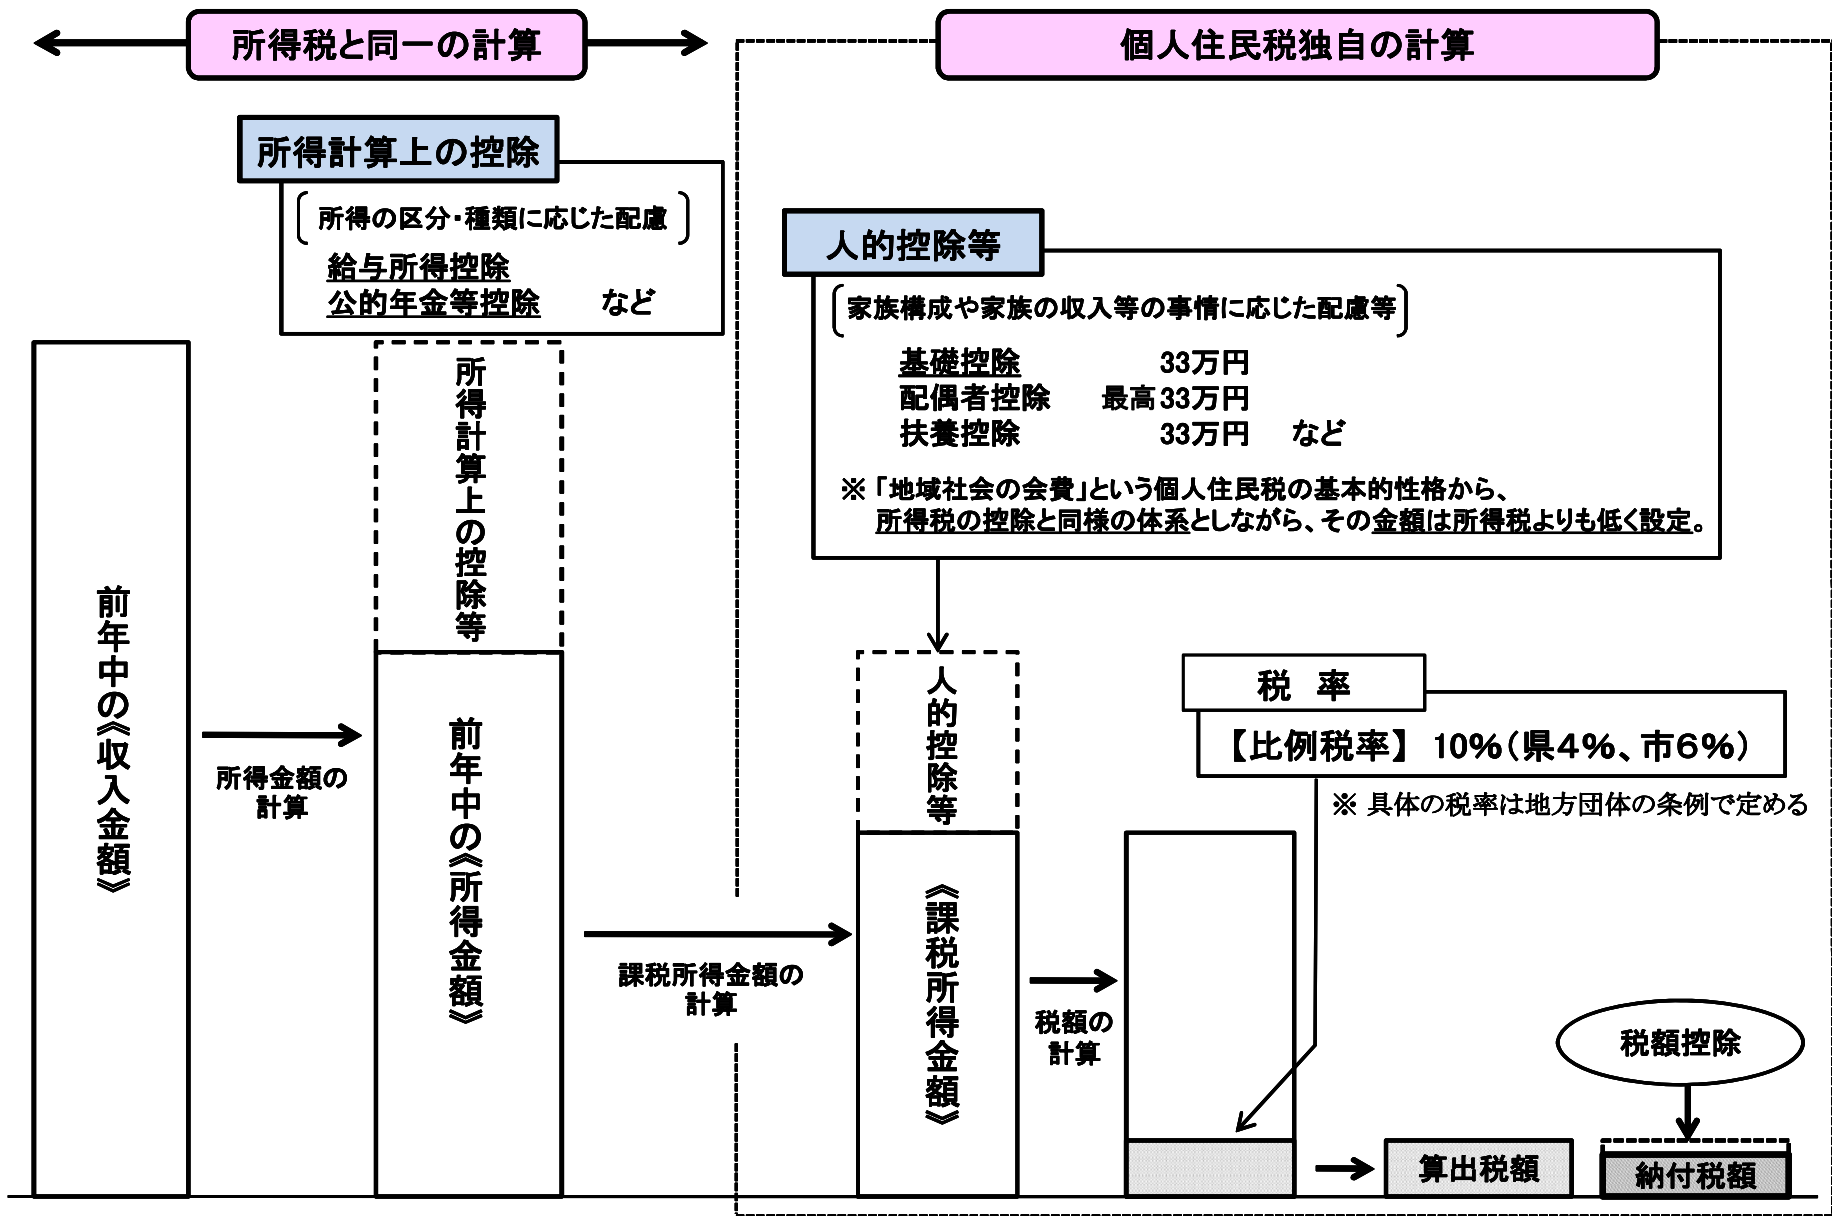 所得税と同一の計算
個人住民税独自の計算
所得計算上の控除
所得の区分・種類に応じた配慮
給与所得控除
公的年金等控除　など
人的控除等
家族構成や家族の収入等の事情に応じた配慮等
基礎控除　33万円
配偶者控除　最高33万円
扶養控除　33万円　など
※「地域社会の会費」という個人住民税の基本的性格から、
所得税の控除と同様の体系としながら、その金額は所得税よりも低く設定。
前年中の《収入金額》
所得金額の
計算
所得計算上の控除等
前年中の《所得金額》
課税所得金額の
計算
人的控除等
《課税所得金額》
税額の
計算
税　率
【比例税率】 10％（県４％、市６％）
※ 具体の税率は地方団体の条例で定める
算出税額
税額控除
納付税額